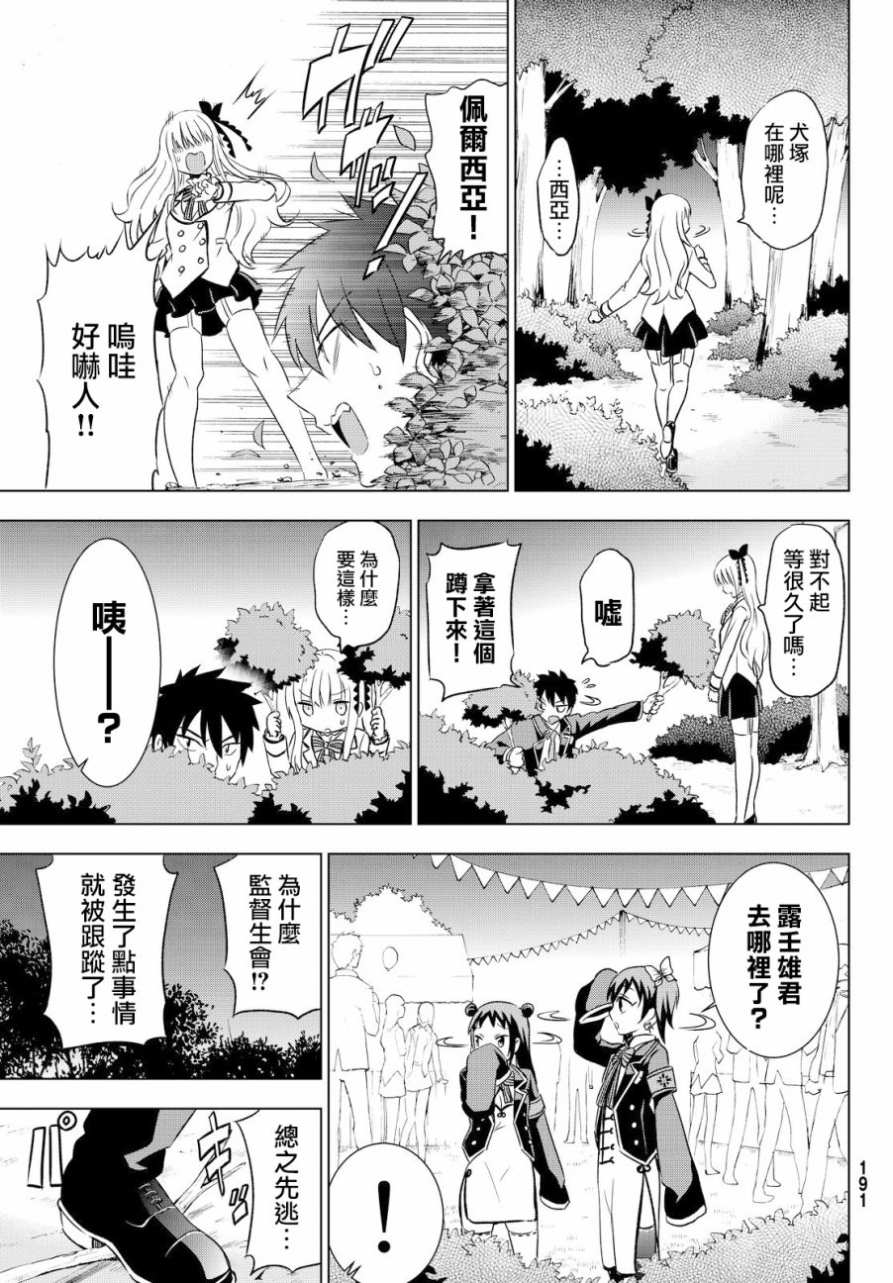 犬塚
在哪裡呢…
…西亞…
ガサッ
佩爾西亞！
嗚哇
好嚇人!!
對不起
等很久了嗎…
噓
拿著這個
蹲下來！
為什麼
要這樣…
咦—？
露壬雄君
去哪裡了？
！
為什麼
監督生會!?
發生了點事情
就被跟蹤了…
總之先逃…
191